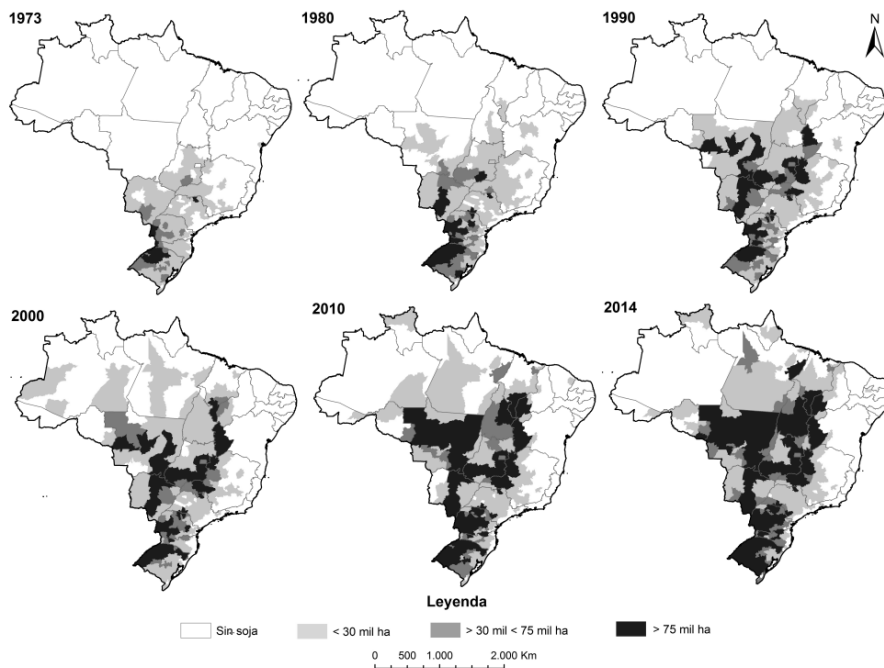 1973
1980
1990
N
2000
2010
2014
Leyenda
Sin soja
< 30 mil ha
> 30 mil < 75 mil ha
> 75 mil ha
0 500 1.000 2.000 Km